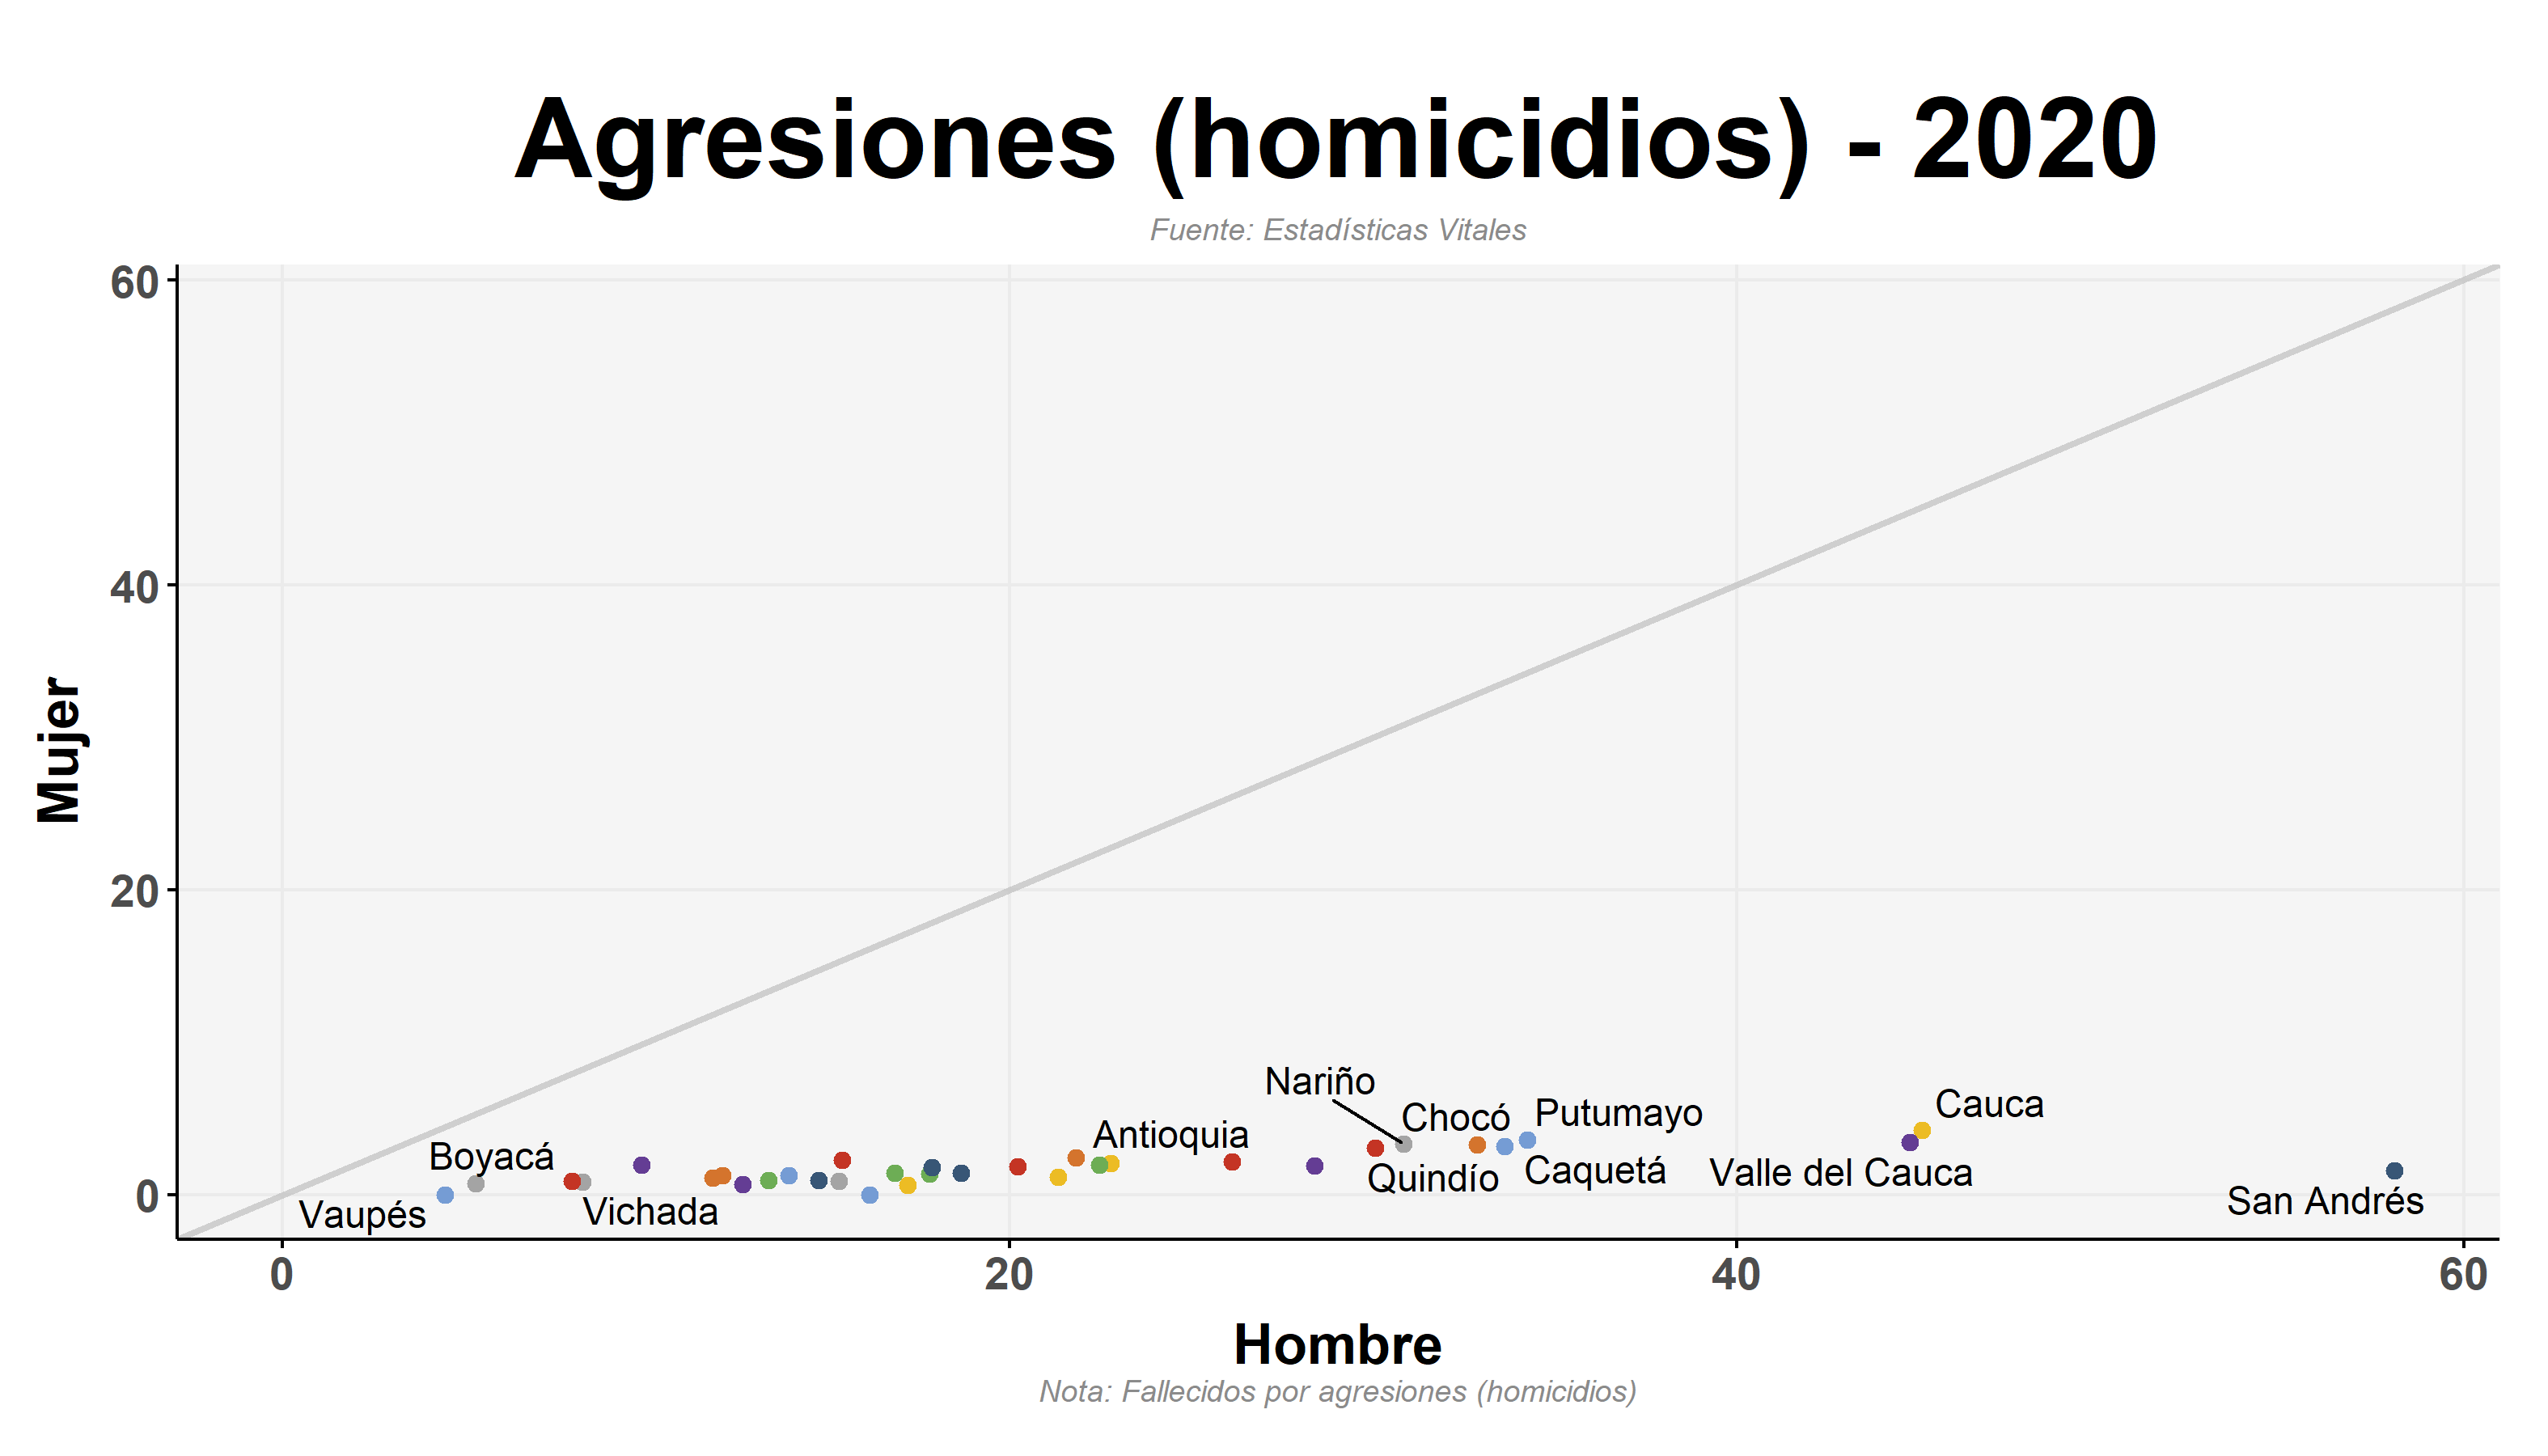 Agresiones (homicidios) - 2020
Fuente: Estadísticas Vitales
60
40
20
0
Mujer
Nariño
Chocó
Putumayo
Cauca
Antioquia
Boyacá
Quindío
Caquetá
Valle del Cauca
San Andrés
Vaupés
Vichada
0
20
40
60
Hombre
Nota: Fallecidos por agresiones (homicidios)